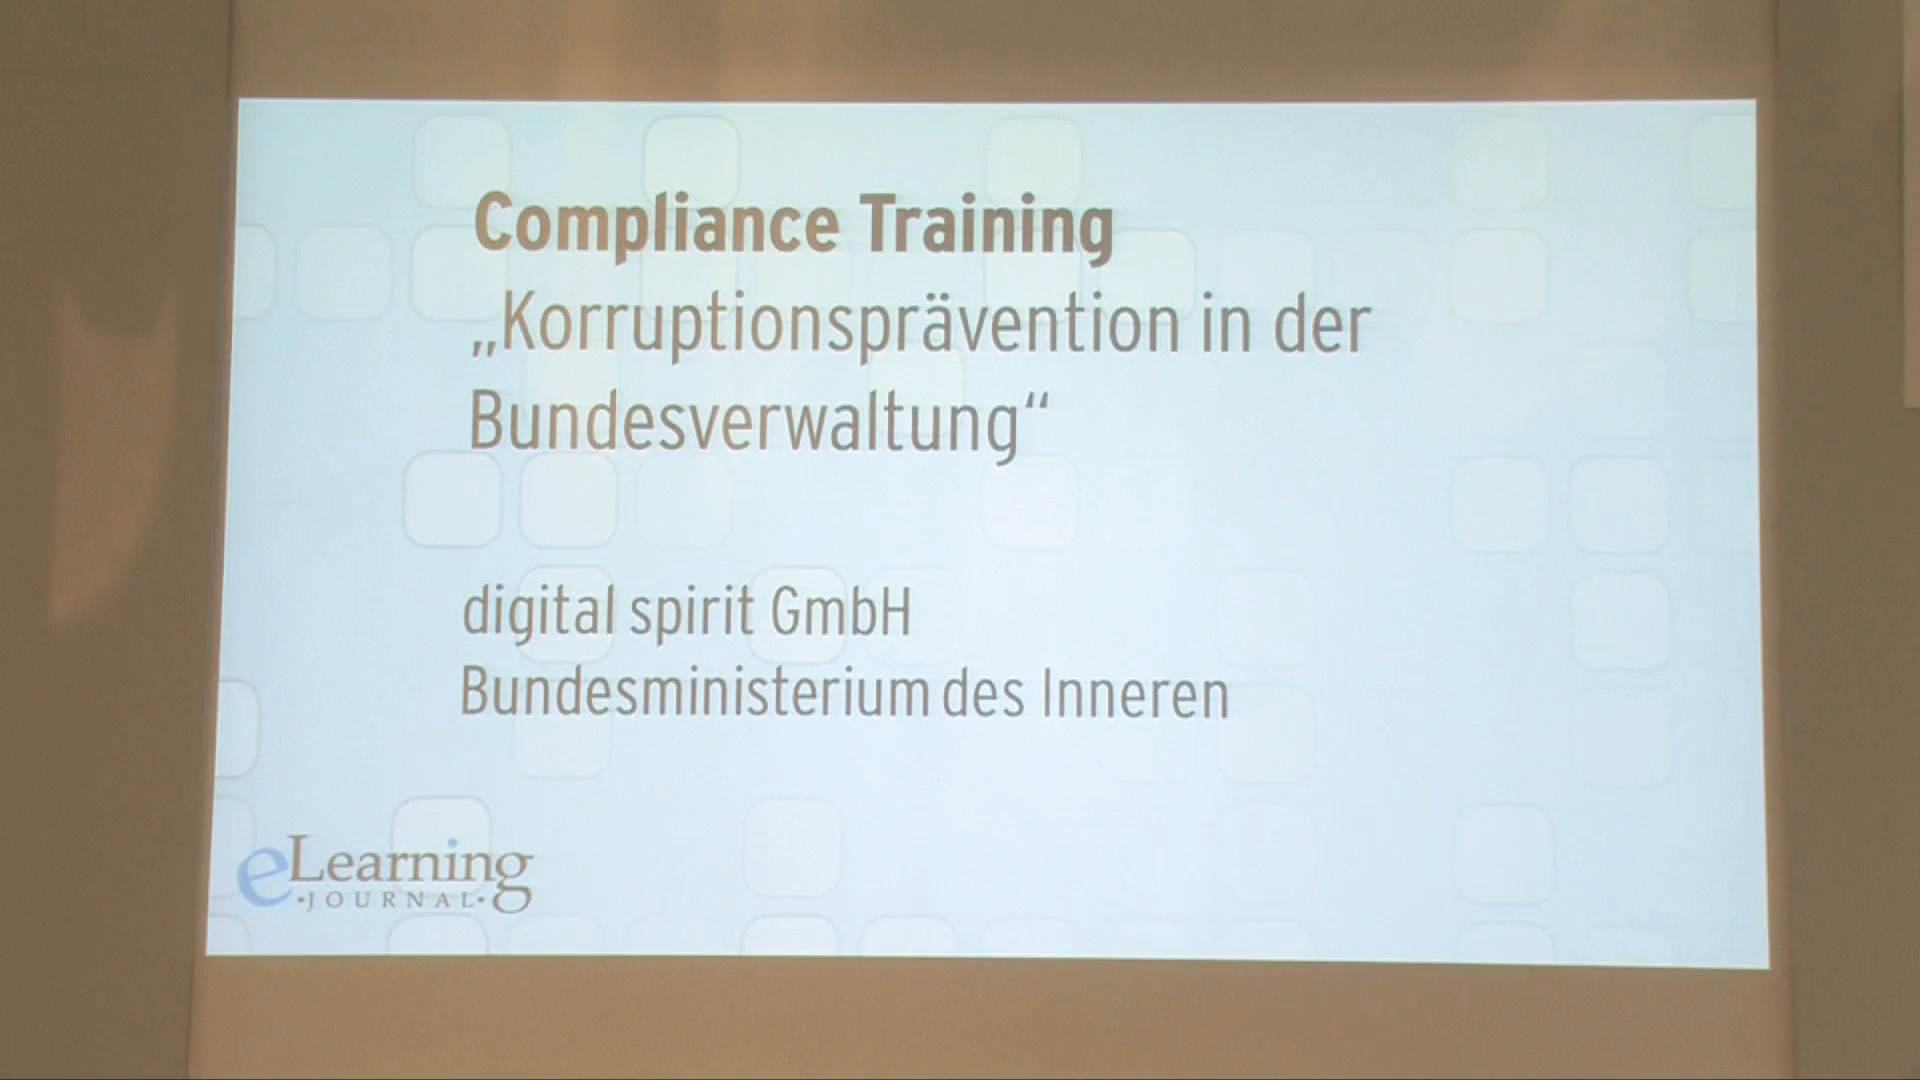 Compliance Training
„Korruptionsprävention in der
Bundesverwaltung“
digital spirit GmbH
Bundesministerium des Inneren
eLearning
·JOURNAL·